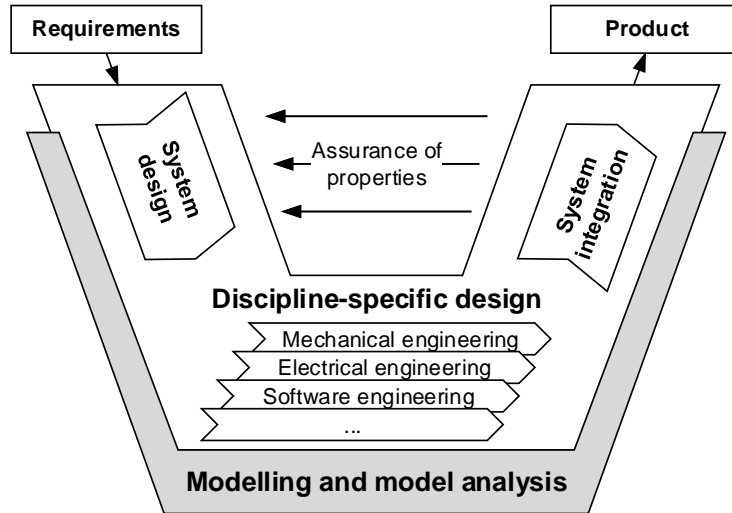 Requirements
Product
System
design
Assurance of
properties
System
integration
Discipline-specific design
Mechanical engineering
Electrical engineering
Software engineering
...
Modelling and model analysis